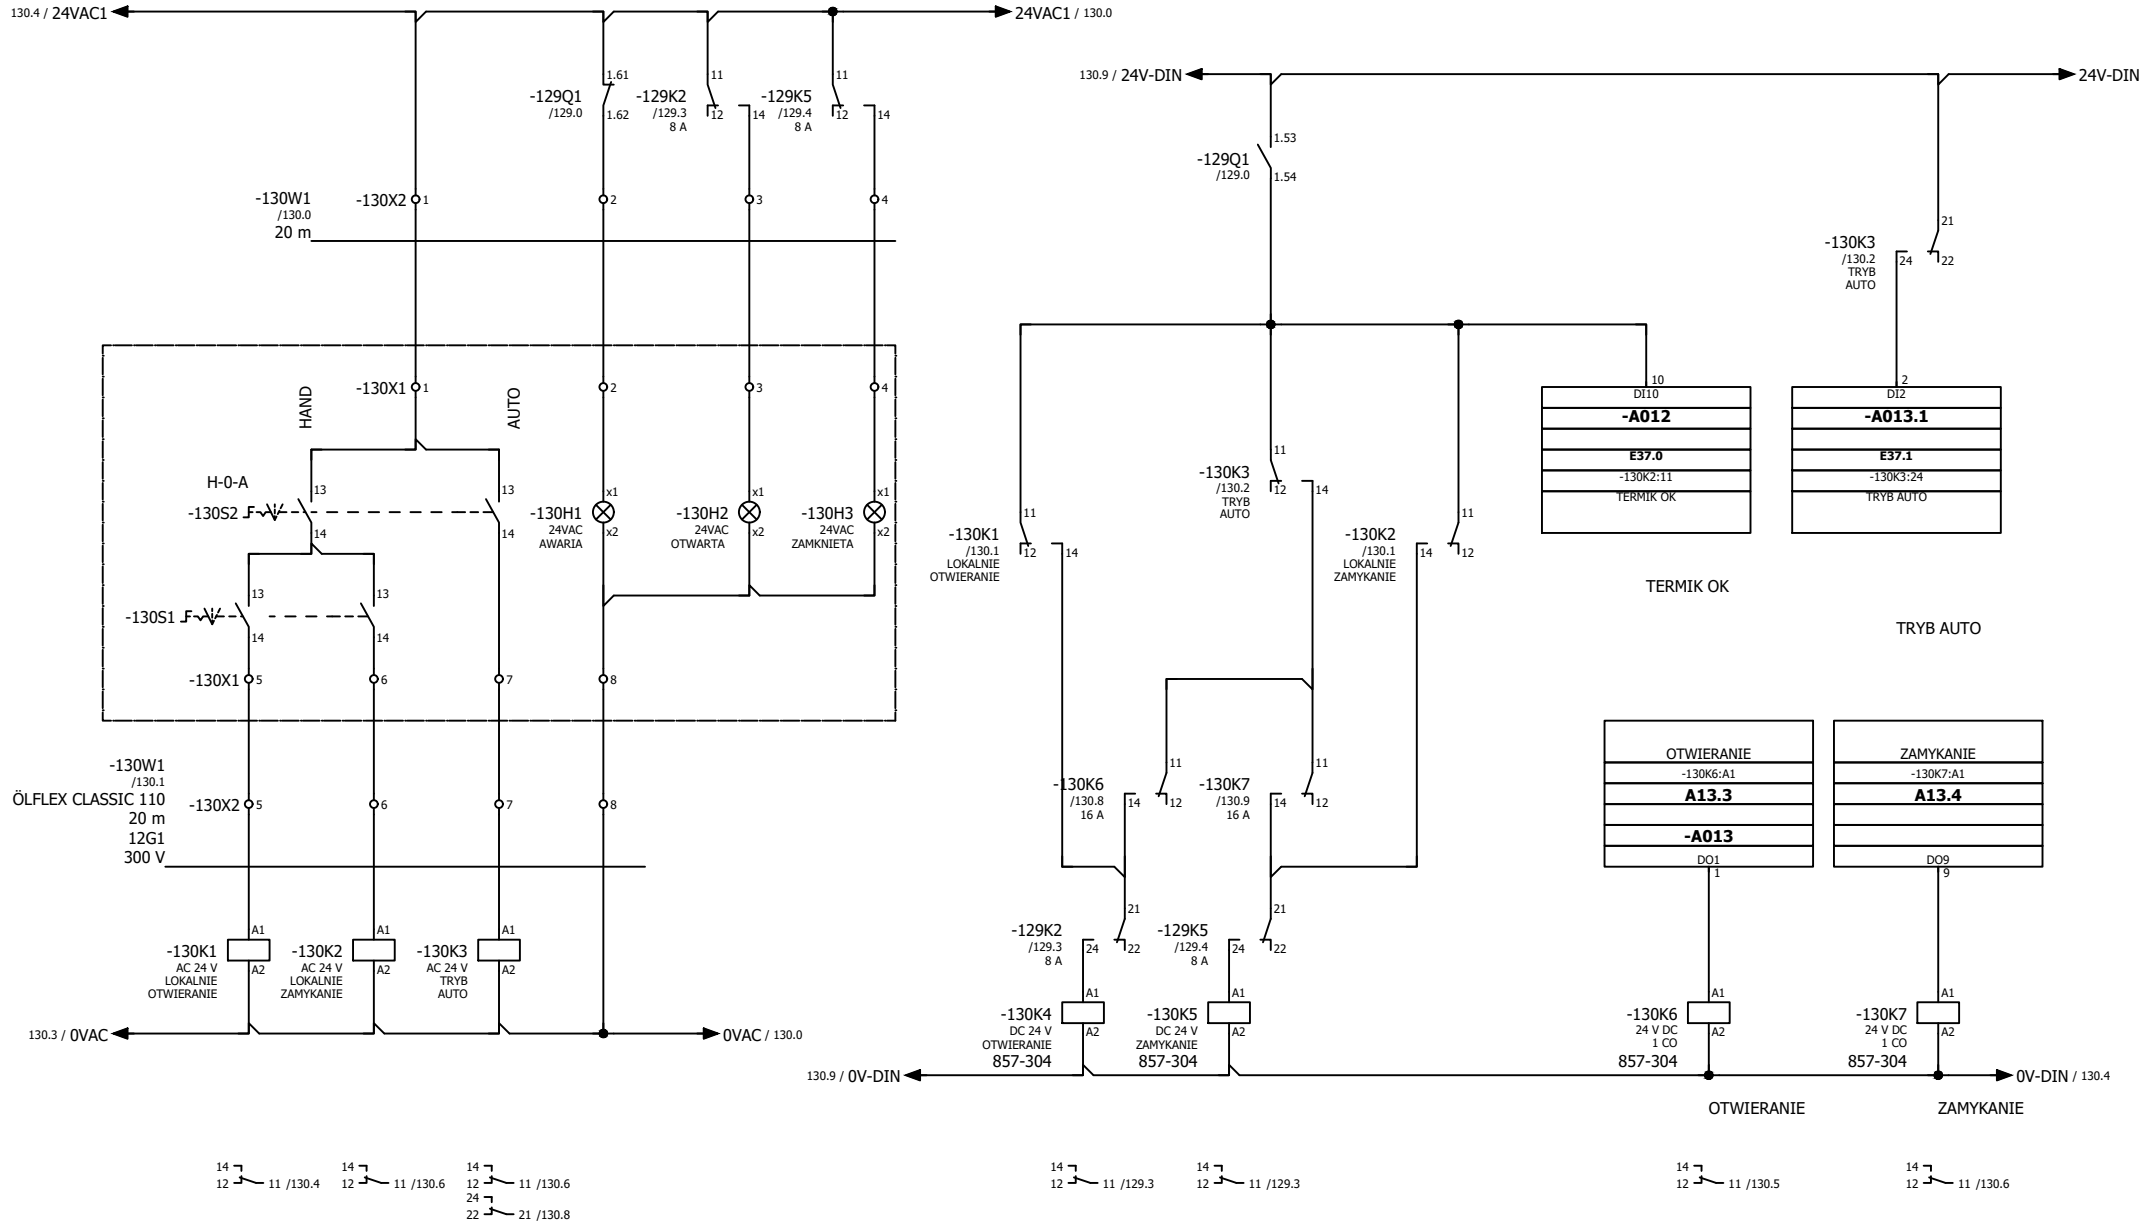 130.4 / 24VAC1
24VAC1 / 130.0
130.9 / 24V-DIN
24V-DIN
-129Q1
/129.0
1.61
1.62
-129K2
/129.3
8 A
11
12
14
-129K5
/129.4
8 A
11
12
14
-129Q1
/129.0
1.53
1.54
-130W1
/130.0
20 m
-130X2
1
2
3
4
-130K3
/130.2
TRYB
AUTO
21
24
22
HAND
AUTO
-130X1
1
2
3
4
10
DI10
-A012
E37.0
-130K2:11
TERMIK OK
2
DI2
-A013.1
E37.1
-130K3:24
TRYB AUTO
H-0-A
-130S2
13
14
13
14
-130H1
24VAC
AWARIA
x1
x2
-130H2
24VAC
OTWARTA
x1
x2
-130H3
24VAC
ZAMKNIETA
x1
x2
-130K3
/130.2
TRYB
AUTO
11
12
14
-130K1
/130.1
LOKALNIE
OTWIERANIE
11
12
14
-130K2
/130.1
LOKALNIE
ZAMYKANIE
11
14
12
TERMIK OK
TRYB AUTO
-130S1
13
14
13
14
-130X1
5
6
7
8
-130W1
/130.1
ÖLFLEX CLASSIC 110
20 m
12G1
300 V
-130X2
5
6
7
8
-130K6
/130.8
16 A
11
14
12
-130K7
/130.9
16 A
11
14
12
OTWIERANIE
-130K6:A1
A13.3
-A013
DO1
1
ZAMYKANIE
-130K7:A1
A13.4
DO9
9
-129K2
/129.3
8 A
21
24
22
-129K5
/129.4
8 A
21
24
22
-130K1
AC 24 V
LOKALNIE
OTWIERANIE
A1
A2
-130K2
AC 24 V
LOKALNIE
ZAMYKANIE
A1
A2
-130K3
AC 24 V
TRYB
AUTO
A1
A2
-130K4
DC 24 V
OTWIERANIE
857-304
A1
A2
-130K5
DC 24 V
ZAMYKANIE
857-304
A1
A2
-130K6
24 V DC
1 CO
857-304
A1
A2
-130K7
24 V DC
1 CO
857-304
A1
A2
130.3 / 0VAC
0VAC / 130.0
130.9 / 0V-DIN
0V-DIN / 130.4
OTWIERANIE
ZAMYKANIE
14
12 11 /130.4
14
12 11 /130.6
14
12 11 /130.6
24
22 21 /130.8
14
12 11 /129.3
14
12 11 /129.3
14
12 11 /130.5
14
12 11 /130.6